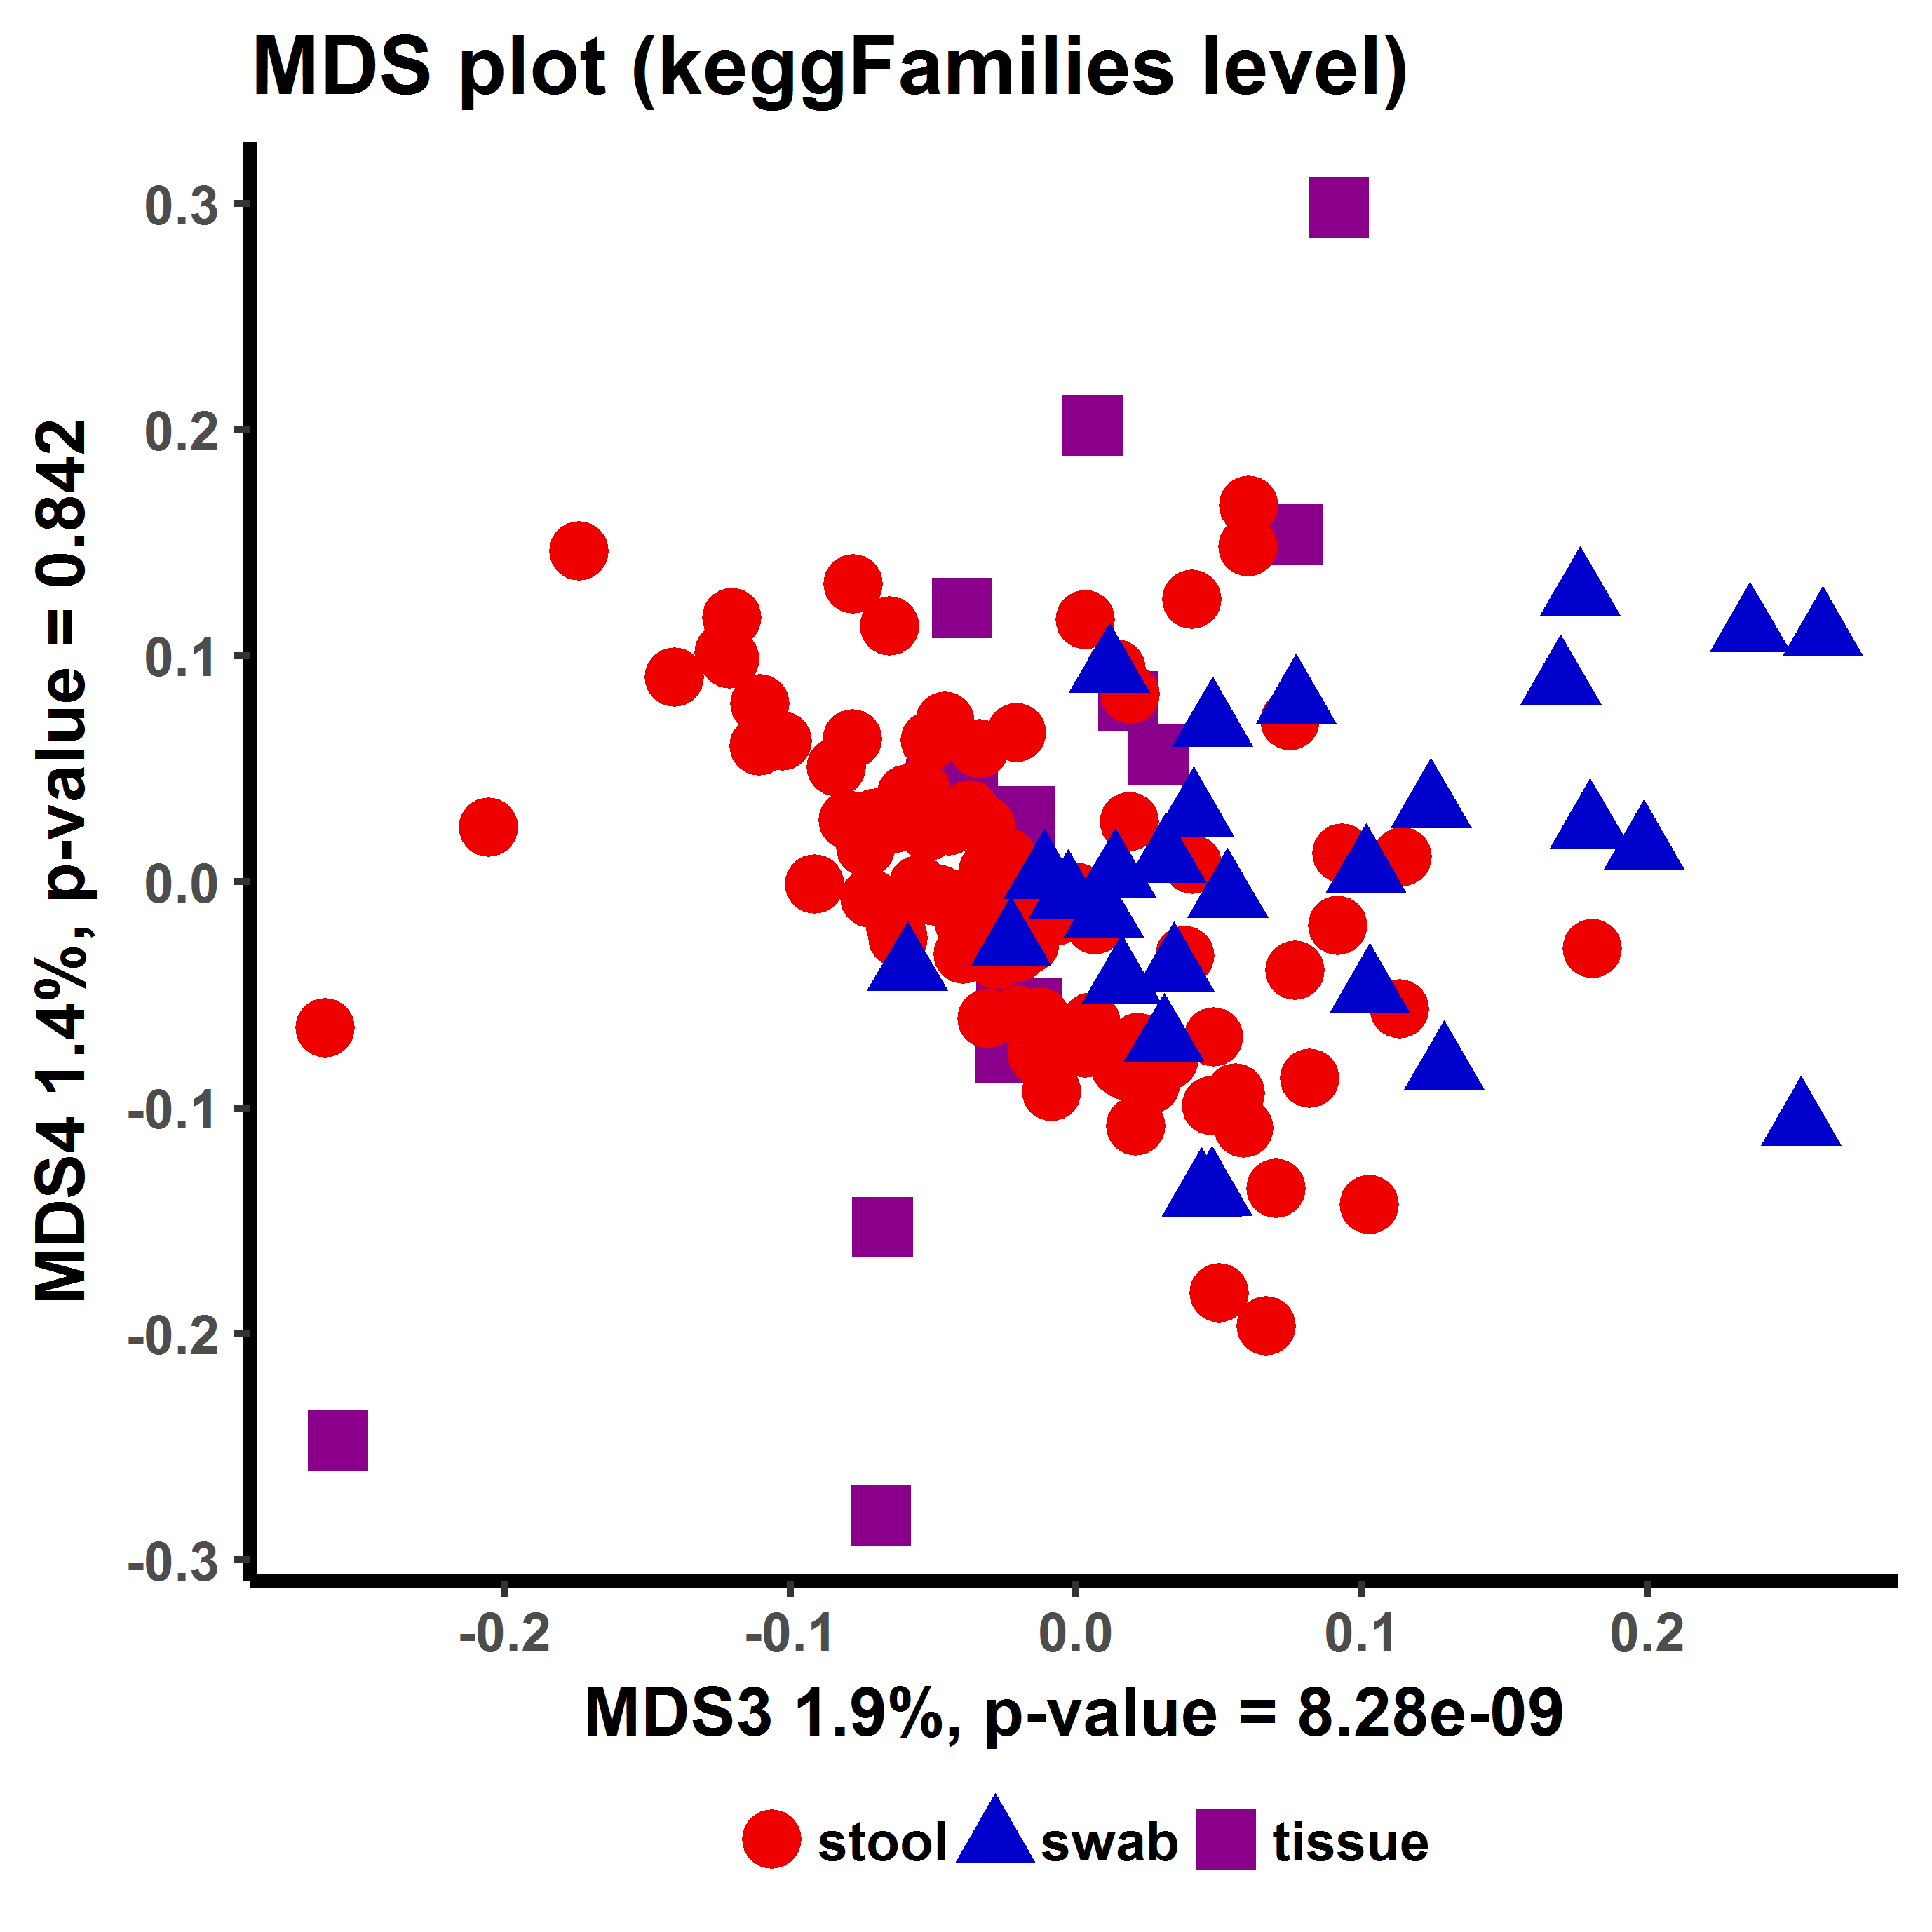 MDS plot (keggFamilies level)
MDS4 1.4%, p-value = 0.842
0.3
0.2
0.1
0.0
-0.1
-0.2
-0.3
-0.2 -0.1 0.0 0.1 0.2
MDS3 1.9%, p-value = 8.28e-09
stool swab tissue